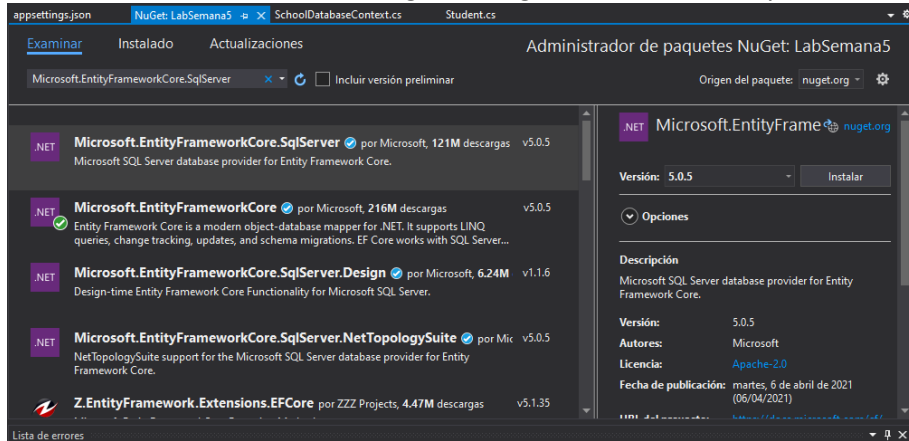 appsettings.json NuGet: LabSemana5 SchoolDatabaseContext.cs Student.cs
Examinar Instalado Actualizaciones Administrador de paquetes NuGet: LabSemana5
Microsoft.EntityFrameworkCore.SqlServer Incluir versión preliminar Origen del paquete: nuget.org
.NET Microsoft.EntityFrameworkCore.SqlServer por Microsoft, 121M descargas v5.0.5
Microsoft SQL Server database provider for Entity Framework Core.
.NET Microsoft.EntityFrameworkCore por Microsoft, 216M descargas v5.0.5
Entity Framework Core is a modern object-database mapper for .NET. It supports LINQ
queries, change tracking, updates, and schema migrations. EF Core works with SQL Server...
.NET Microsoft.EntityFrameworkCore.SqlServer.Design por Microsoft, 6.24M v1.1.6
Design-time Entity Framework Core Functionality for Microsoft SQL Server.
.NET Microsoft.EntityFrameworkCore.SqlServer.NetTopologySuite por Mic v5.0.5
NetTopologySuite support for the Microsoft SQL Server database provider for Entity
Framework Core.
Z.EntityFramework.Extensions.EFCore por ZZZ Projects, 4.47M descargas v5.1.35
.NET Microsoft.EntityFrame nuget.org
Versión: 5.0.5 Instalar
Opciones
Descripción
Microsoft SQL Server database provider for Entity
Framework Core.
Versión: 5.0.5
Autores: Microsoft
Licencia: Apache-2.0
Fecha de publicación: martes, 6 de abril de 2021
(06/04/2021)
Lista de errores